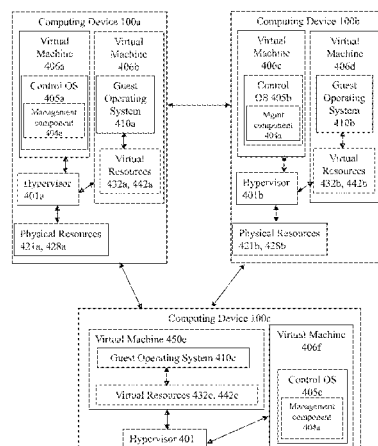 Computing Device 100a
Virtual
Machine
406a
Control OS
405a
Management
component
404a
Virtual
Machine
406b
Guest
Operating
System
410a
Virtual
Resources
432a, 442a
Hypervisor
401a
Physical Resources
421a, 428a
Computing Device 100b
Virtual
Machine
406c
Control
OS 405b
Mgmt
component
404a
Virtual
Machine
406d
Guest
Operating
System
410b
Virtual
Resources
432b, 442b
Hypervisor
401b
Physical Resources
421b, 428b
Computing Device 100c
Virtual Machine 450e
Guest Operating System 410c
Virtual Resources 432c, 442c
Hypervisor 401
Virtual Machine
406f
Control OS
405c
Management
component
404a